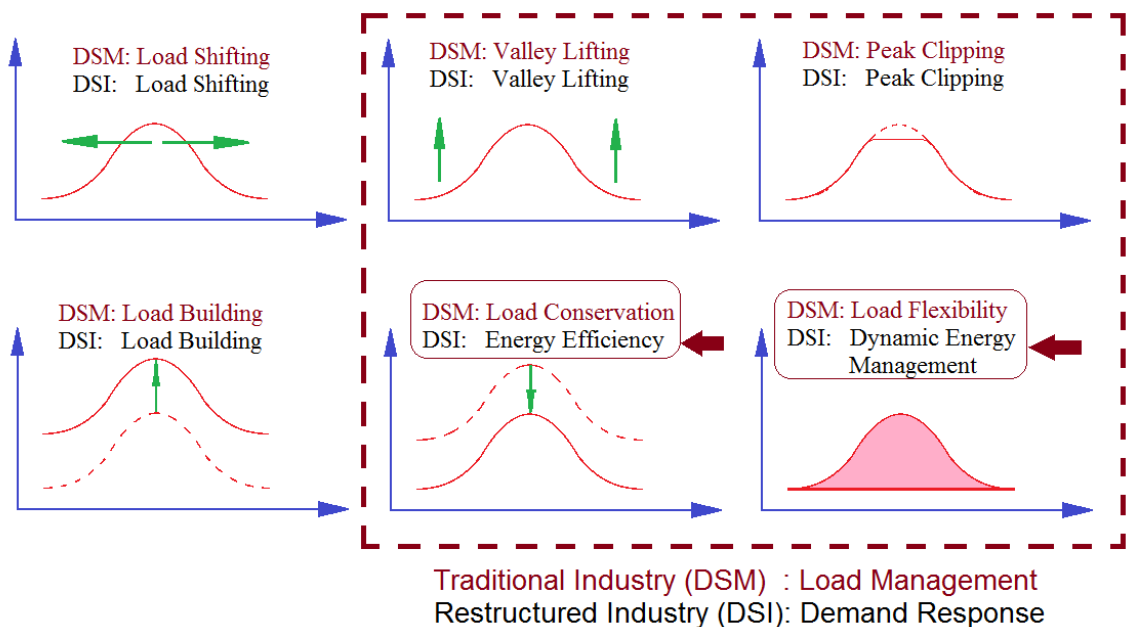 DSM: Load Shifting
DSI: Load Shifting
DSM: Valley Lifting
DSI: Valley Lifting
DSM: Peak Clipping
DSI: Peak Clipping
DSM: Load Building
DSI: Load Building
DSM: Load Conservation
DSI: Energy Efficiency
DSM: Load Flexibility
DSI: Dynamic Energy
Management
Traditional Industry (DSM) : Load Management
Restructured Industry (DSI): Demand Response